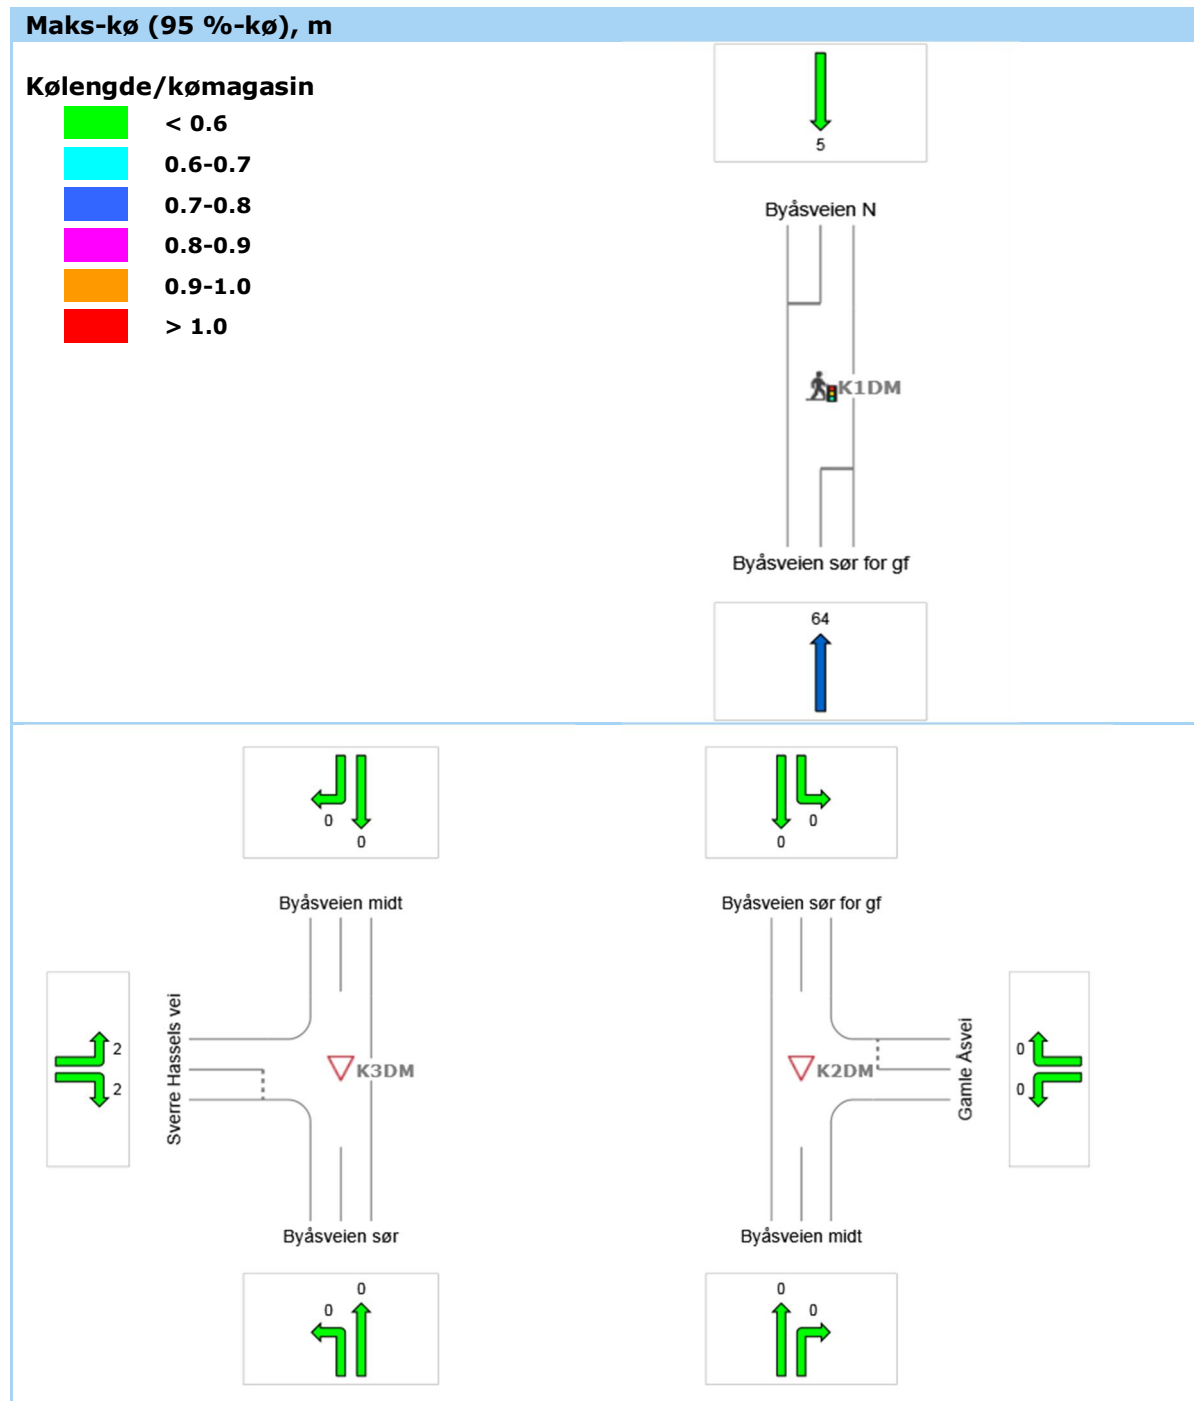 Maks-kø (95 %-kø), m
Kølengde/kømagasin
< 0.6
0.6-0.7
0.7-0.8
0.8-0.9
0.9-1.0
> 1.0
5
Byåsveien N
K1DM
Byåsveien sør for gf
64
0
0
Byåsveien midt
2
2
Sverre Hassels vei
K3DM
Byåsveien sør
0
0
0
0
Byåsveien sør for gf
K2DM
Gamle Åsvei
0
0
Byåsveien midt
0
0